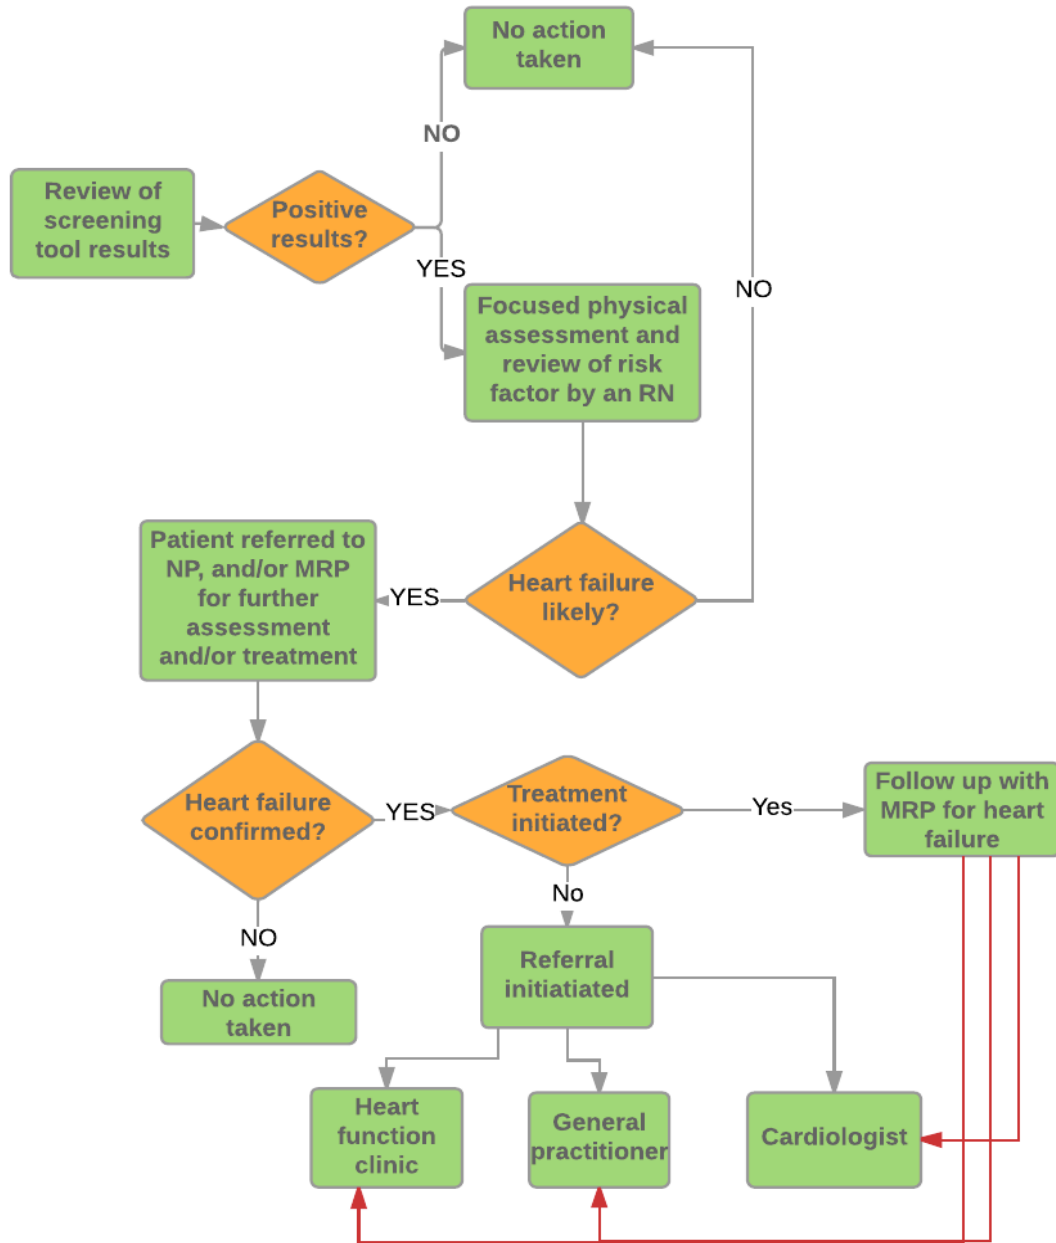 No action
taken
NO
Review of
screening
tool results
Positive
results?
YES
Focused physical
assessment and
review of risk
factor by an RN
NO
Patient referred to
NP, and/or MRP
for further
assessment
and/or treatment
YES
Heart failure
likely?
Heart failure
confirmed?
YES
Treatment
initiated?
Yes
Follow up with
MRP for heart
failure
No
NO
No action
taken
Referral
initiatiated
Heart
function
clinic
General
practitioner
Cardiologist